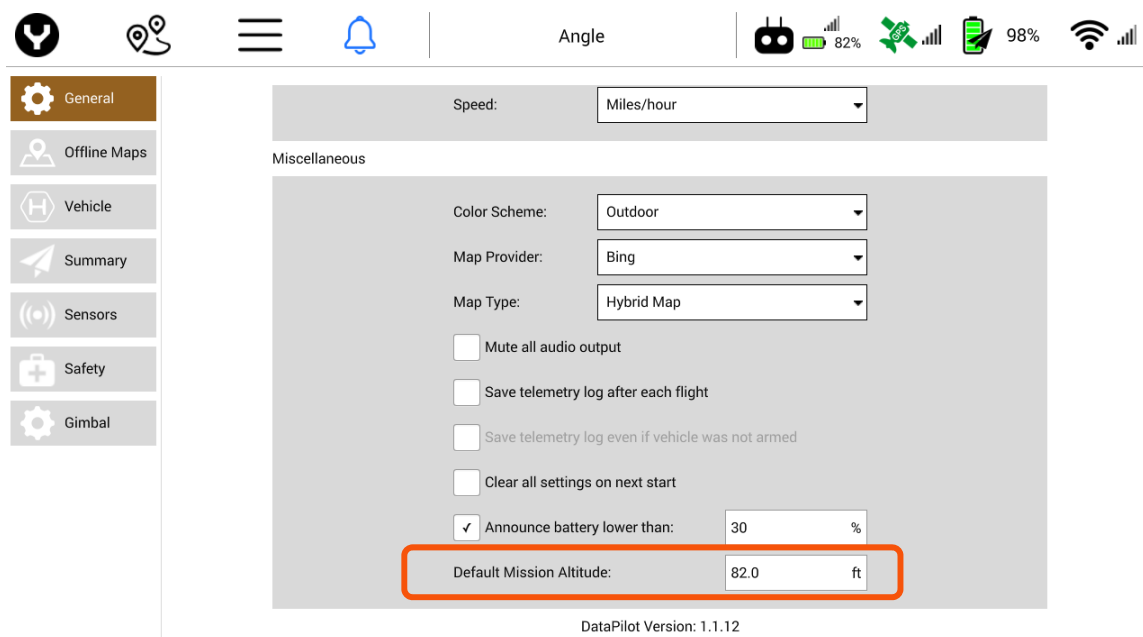 Angle
82%
GPS
98%
General
Offline Maps
Vehicle
Summary
Sensors
Safety
Gimbal
Speed: Miles/hour
Miscellaneous
Color Scheme: Outdoor
Map Provider: Bing
Map Type: Hybrid Map
Mute all audio output
Save telemetry log after each flight
Save telemetry log even if vehicle was not armed
Clear all settings on next start
Announce battery lower than: 30 %
Default Mission Altitude: 82.0 ft
DataPilot Version: 1.1.12